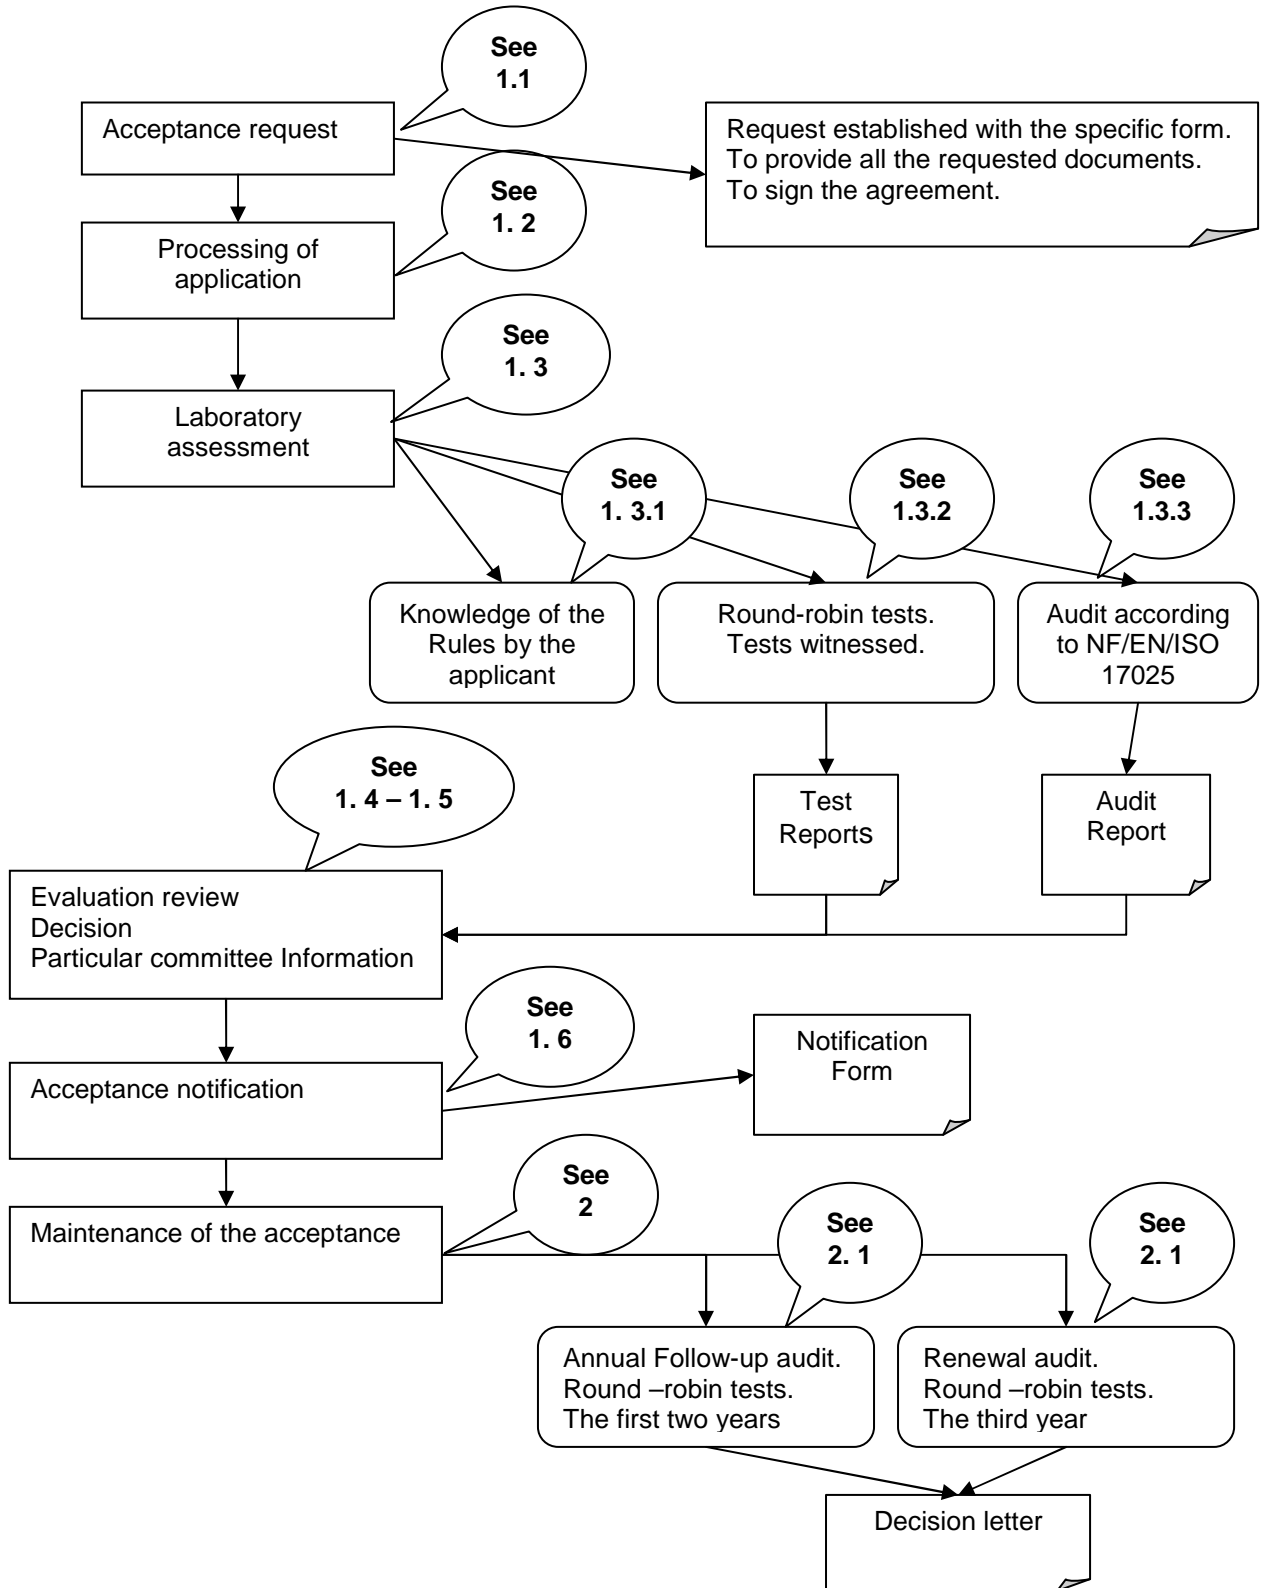 See
1.1
Acceptance request
Request established with the specific form.
To provide all the requested documents.
To sign the agreement.
See
1. 2
Processing of
application
See
1. 3
Laboratory
assessment
See
1. 3.1
See
1.3.2
See
1.3.3
Knowledge of the
Rules by the
applicant
Round-robin tests.
Tests witnessed.
Audit according
to NF/EN/ISO
17025
See
1. 4 – 1. 5
Test
Reports
Audit
Report
Evaluation review
Decision
Particular committee Information
See
1. 6
Notification
Form
Acceptance notification
See
2
See
2. 1
See
2. 1
Maintenance of the acceptance
Annual Follow-up audit.
Round –robin tests.
The first two years
Renewal audit.
Round –robin tests.
The third year
Decision letter